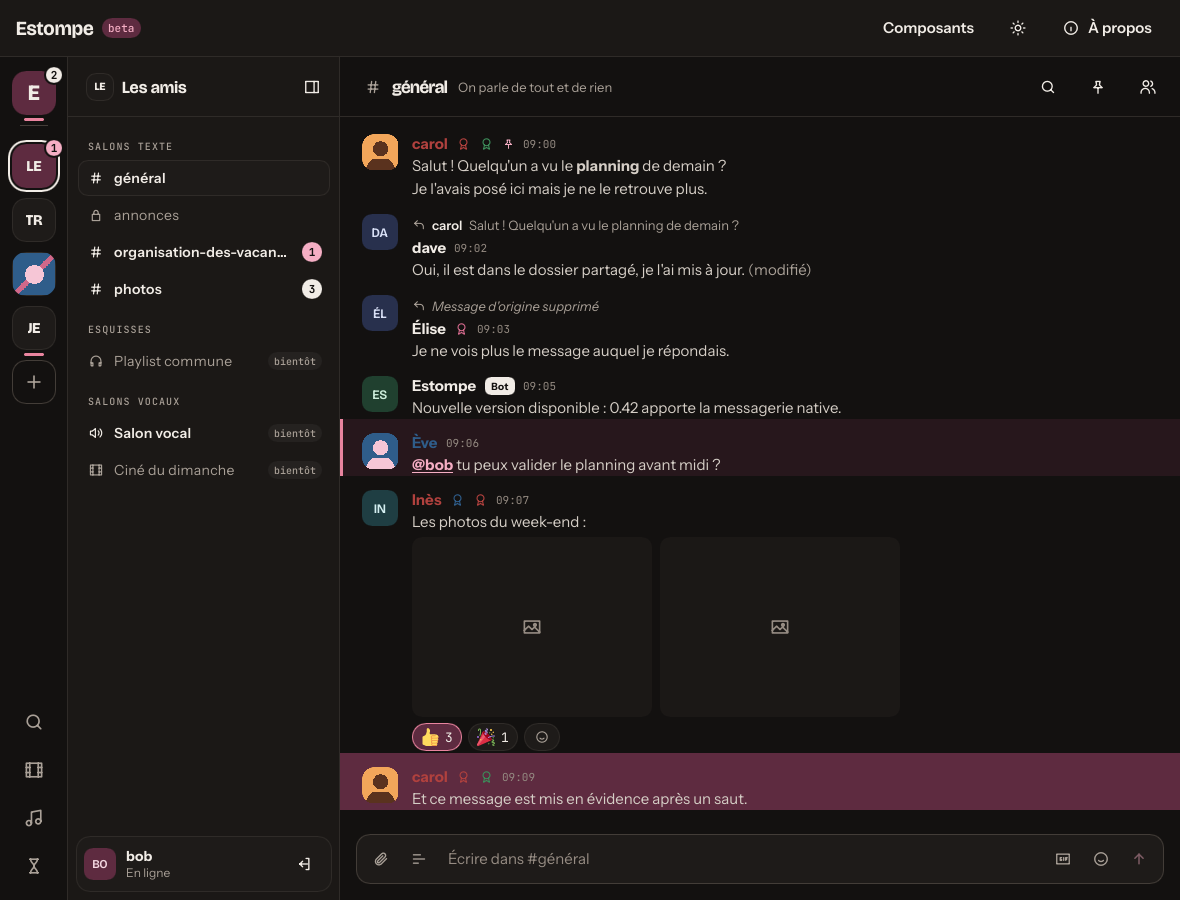 Estompe beta
Composants
À propos
E 2
LE 1
TR
JE
LE Les amis
SALONS TEXTE
# général
annonces
# organisation-des-vacan... 1
# photos 3
ESQUISSES
Playlist commune bientôt
SALONS VOCAUX
Salon vocal bientôt
Ciné du dimanche bientôt
BO bob
En ligne
# général On parle de tout et de rien
carol 09:00
Salut ! Quelqu'un a vu le planning de demain ?
Je l'avais posé ici mais je ne le retrouve plus.
carol Salut ! Quelqu'un a vu le planning de demain ?
DA dave 09:02
Oui, il est dans le dossier partagé, je l'ai mis à jour. (modifié)
Message d'origine supprimé
ÉL Élise 09:03
Je ne vois plus le message auquel je répondais.
ES Estompe Bot 09:05
Nouvelle version disponible : 0.42 apporte la messagerie native.
Ève 09:06
@bob tu peux valider le planning avant midi ?
IN Inès 09:07
Les photos du week-end :
👍 3 🎉 1
carol 09:09
Et ce message est mis en évidence après un saut.
Écrire dans #général
GIF